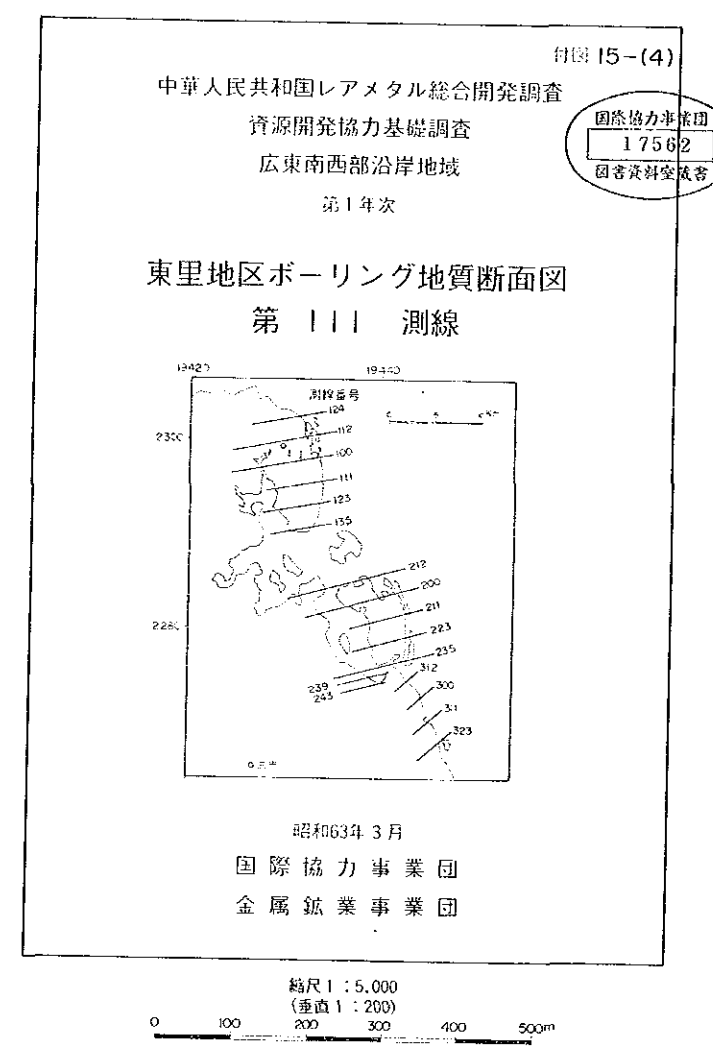 付図 15-(4)
中華人民共和国レアメタル総合開発調査
資源開発協力基礎調査
広東南西部沿岸地域
第1年次
国際協力事業団
17562
図書資料室蔵書
東里地区ボーリング地質断面図
第 111 測線
19420 19440
測線番号
124
2300
112
100
111
123
135
212
200
211
2280
223
235
312
239
300
243
311
323
昭和63年3月
国際協力事業団
金属鉱業事業団
縮尺1:5,000
(垂直1:200)
0 100 200 300 400 500m